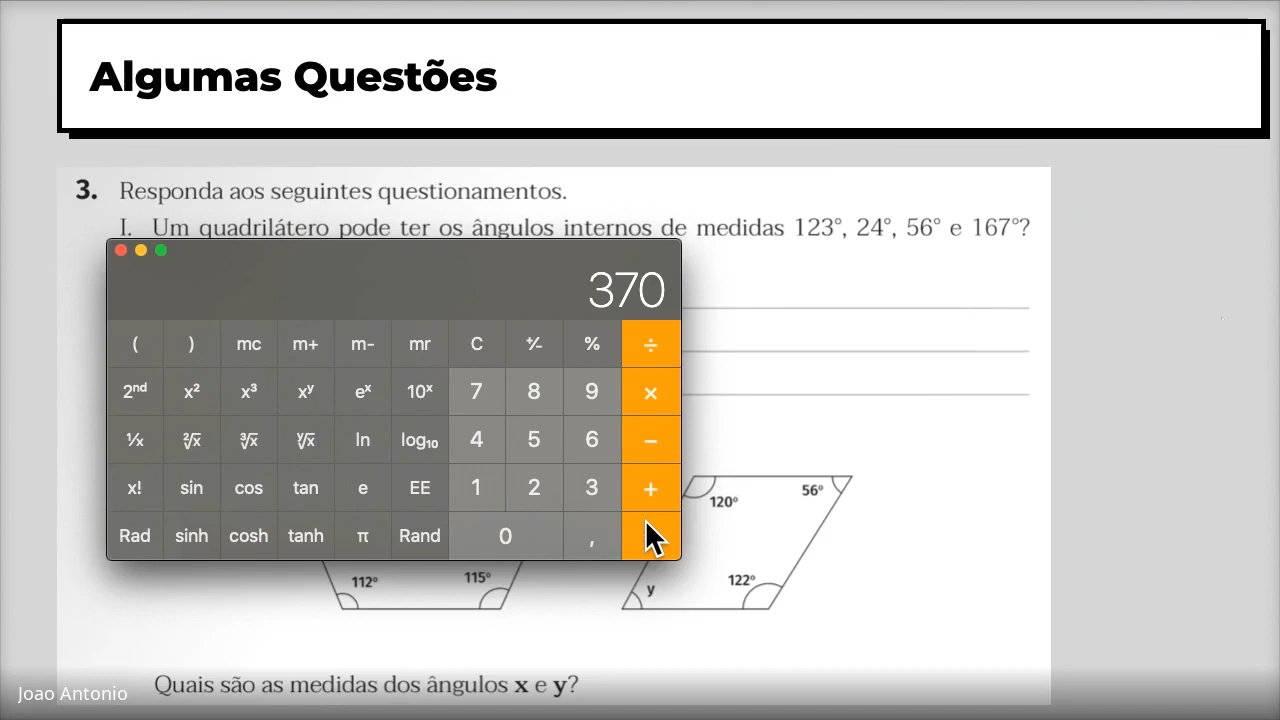 Algumas Questões
3. Responda aos seguintes questionamentos.
I. Um quadrilátero pode ter os ângulos internos de medidas 123°, 24°, 56° e 167°?
370
( ) mc m+ m- mr C ⁺∕₋ % ÷
2ⁿᵈ x² x³ xʸ eˣ 10ˣ 7 8 9 ×
¹∕x ²√x ³√x ʸ√x ln log₁₀ 4 5 6 −
x! sin cos tan e EE 1 2 3 +
Rad sinh cosh tanh π Rand 0 ,
120° 56°
112° 115° y 122°
Quais são as medidas dos ângulos x e y?
Joao Antonio